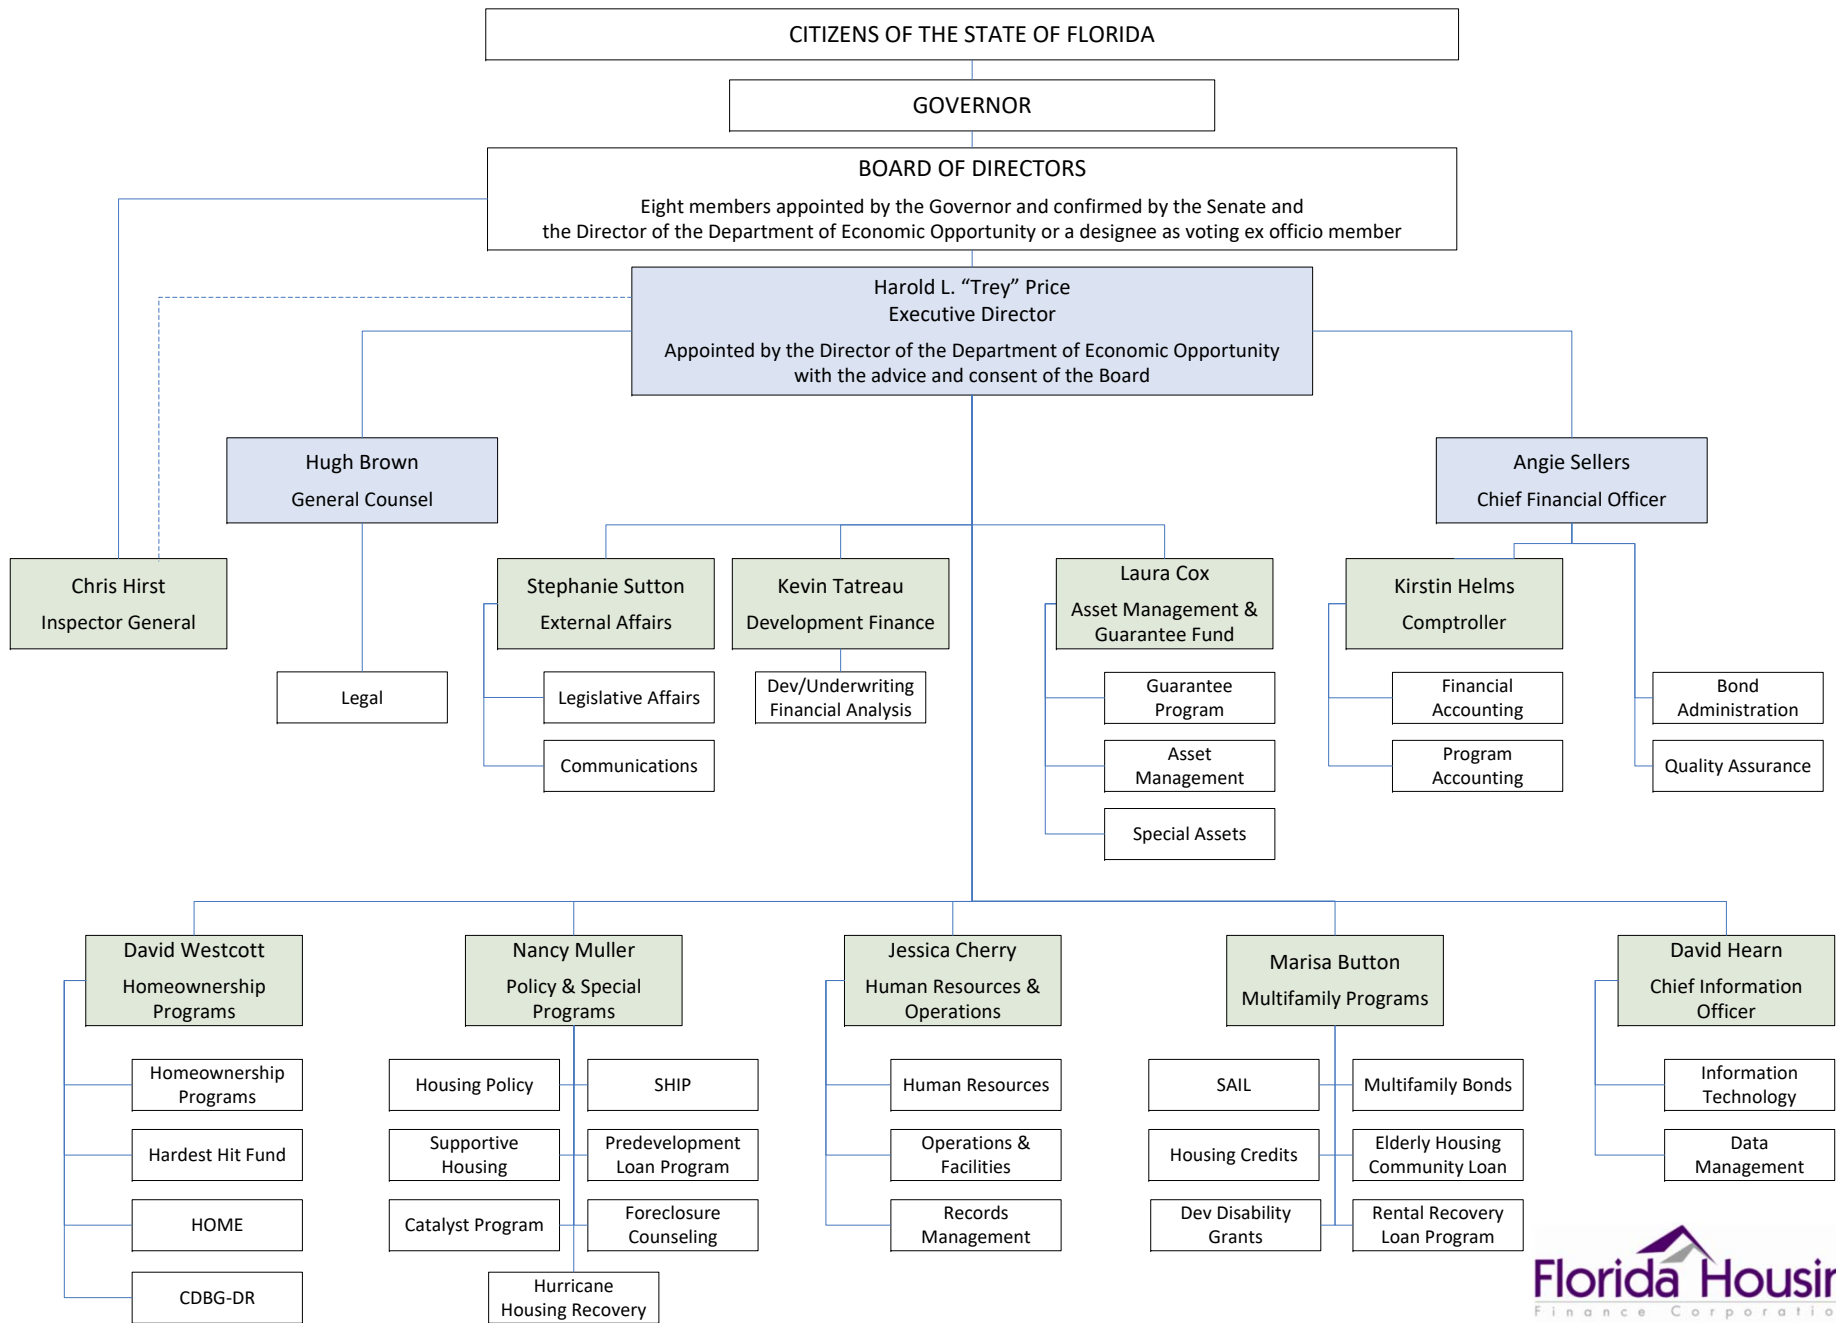 CITIZENS OF THE STATE OF FLORIDA
GOVERNOR
BOARD OF DIRECTORS
Eight members appointed by the Governor and confirmed by the Senate and
the Director of the Department of Economic Opportunity or a designee as voting ex officio member
Harold L. “Trey” Price
Executive Director
Appointed by the Director of the Department of Economic Opportunity
with the advice and consent of the Board
Hugh Brown
General Counsel
Angie Sellers
Chief Financial Officer
Chris Hirst
Inspector General
Stephanie Sutton
External Affairs
Kevin Tatreau
Development Finance
Laura Cox
Asset Management &
Guarantee Fund
Kirstin Helms
Comptroller
Legal
Legislative Affairs
Communications
Dev/Underwriting
Financial Analysis
Guarantee
Program
Asset
Management
Special Assets
Financial
Accounting
Program
Accounting
Bond
Administration
Quality Assurance
David Westcott
Homeownership
Programs
Nancy Muller
Policy & Special
Programs
Jessica Cherry
Human Resources &
Operations
Marisa Button
Multifamily Programs
David Hearn
Chief Information
Officer
Homeownership
Programs
Hardest Hit Fund
HOME
CDBG-DR
Housing Policy
SHIP
Supportive
Housing
Predevelopment
Loan Program
Catalyst Program
Foreclosure
Counseling
Hurricane
Housing Recovery
Human Resources
Operations &
Facilities
Records
Management
SAIL
Multifamily Bonds
Housing Credits
Elderly Housing
Community Loan
Dev Disability
Grants
Rental Recovery
Loan Program
Information
Technology
Data
Management
Florida Housin
Finance Corporatio